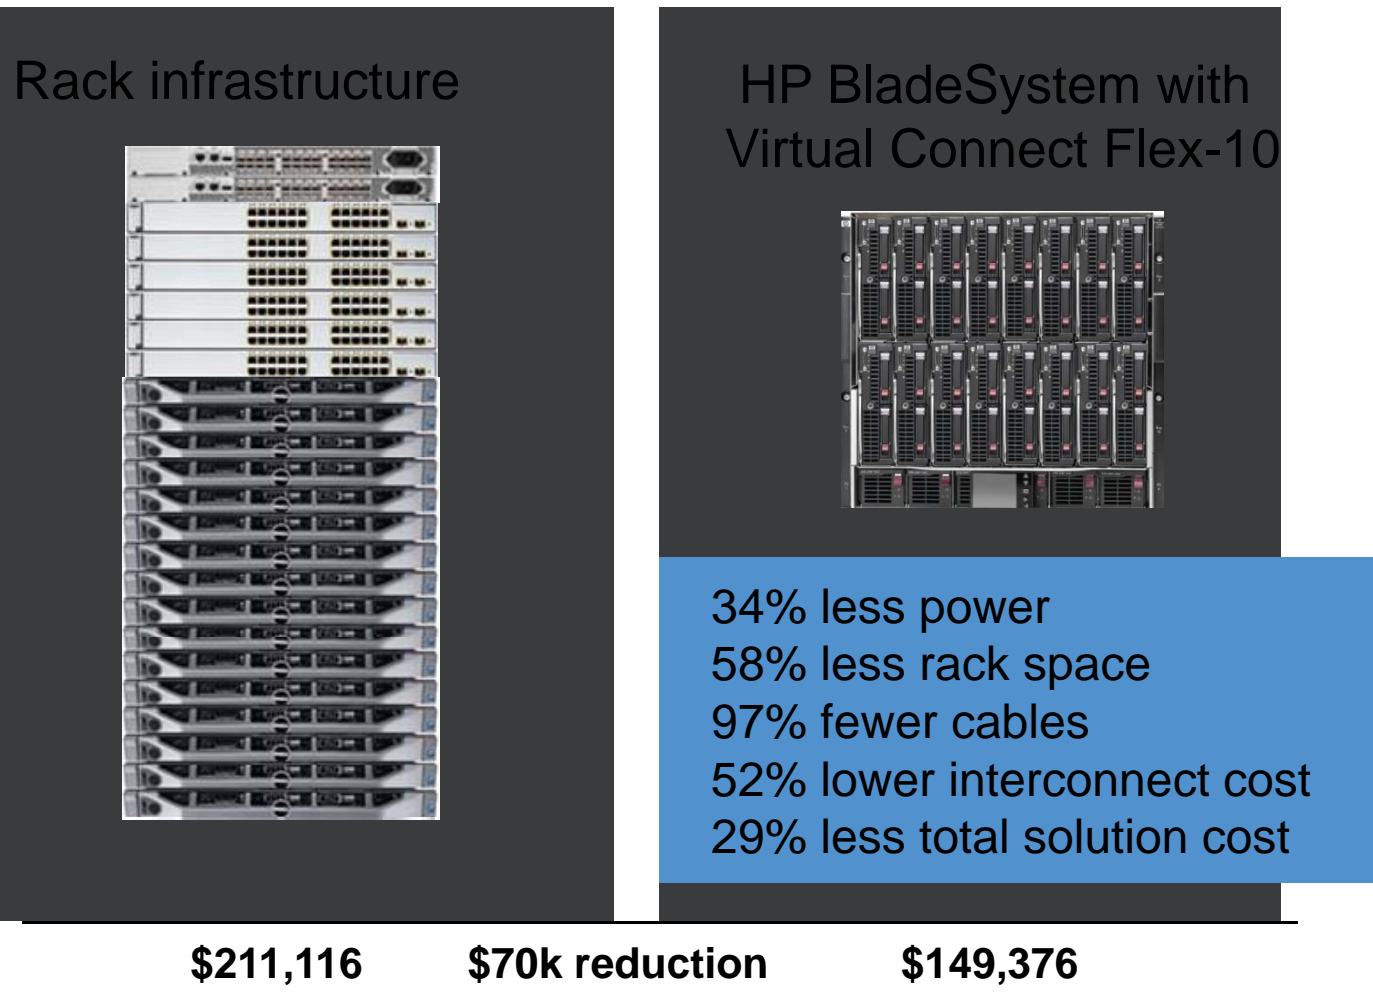 Rack infrastructure
HP BladeSystem with
Virtual Connect Flex-10
34% less power
58% less rack space
97% fewer cables
52% lower interconnect cost
29% less total solution cost
$211,116
$70k reduction
$149,376